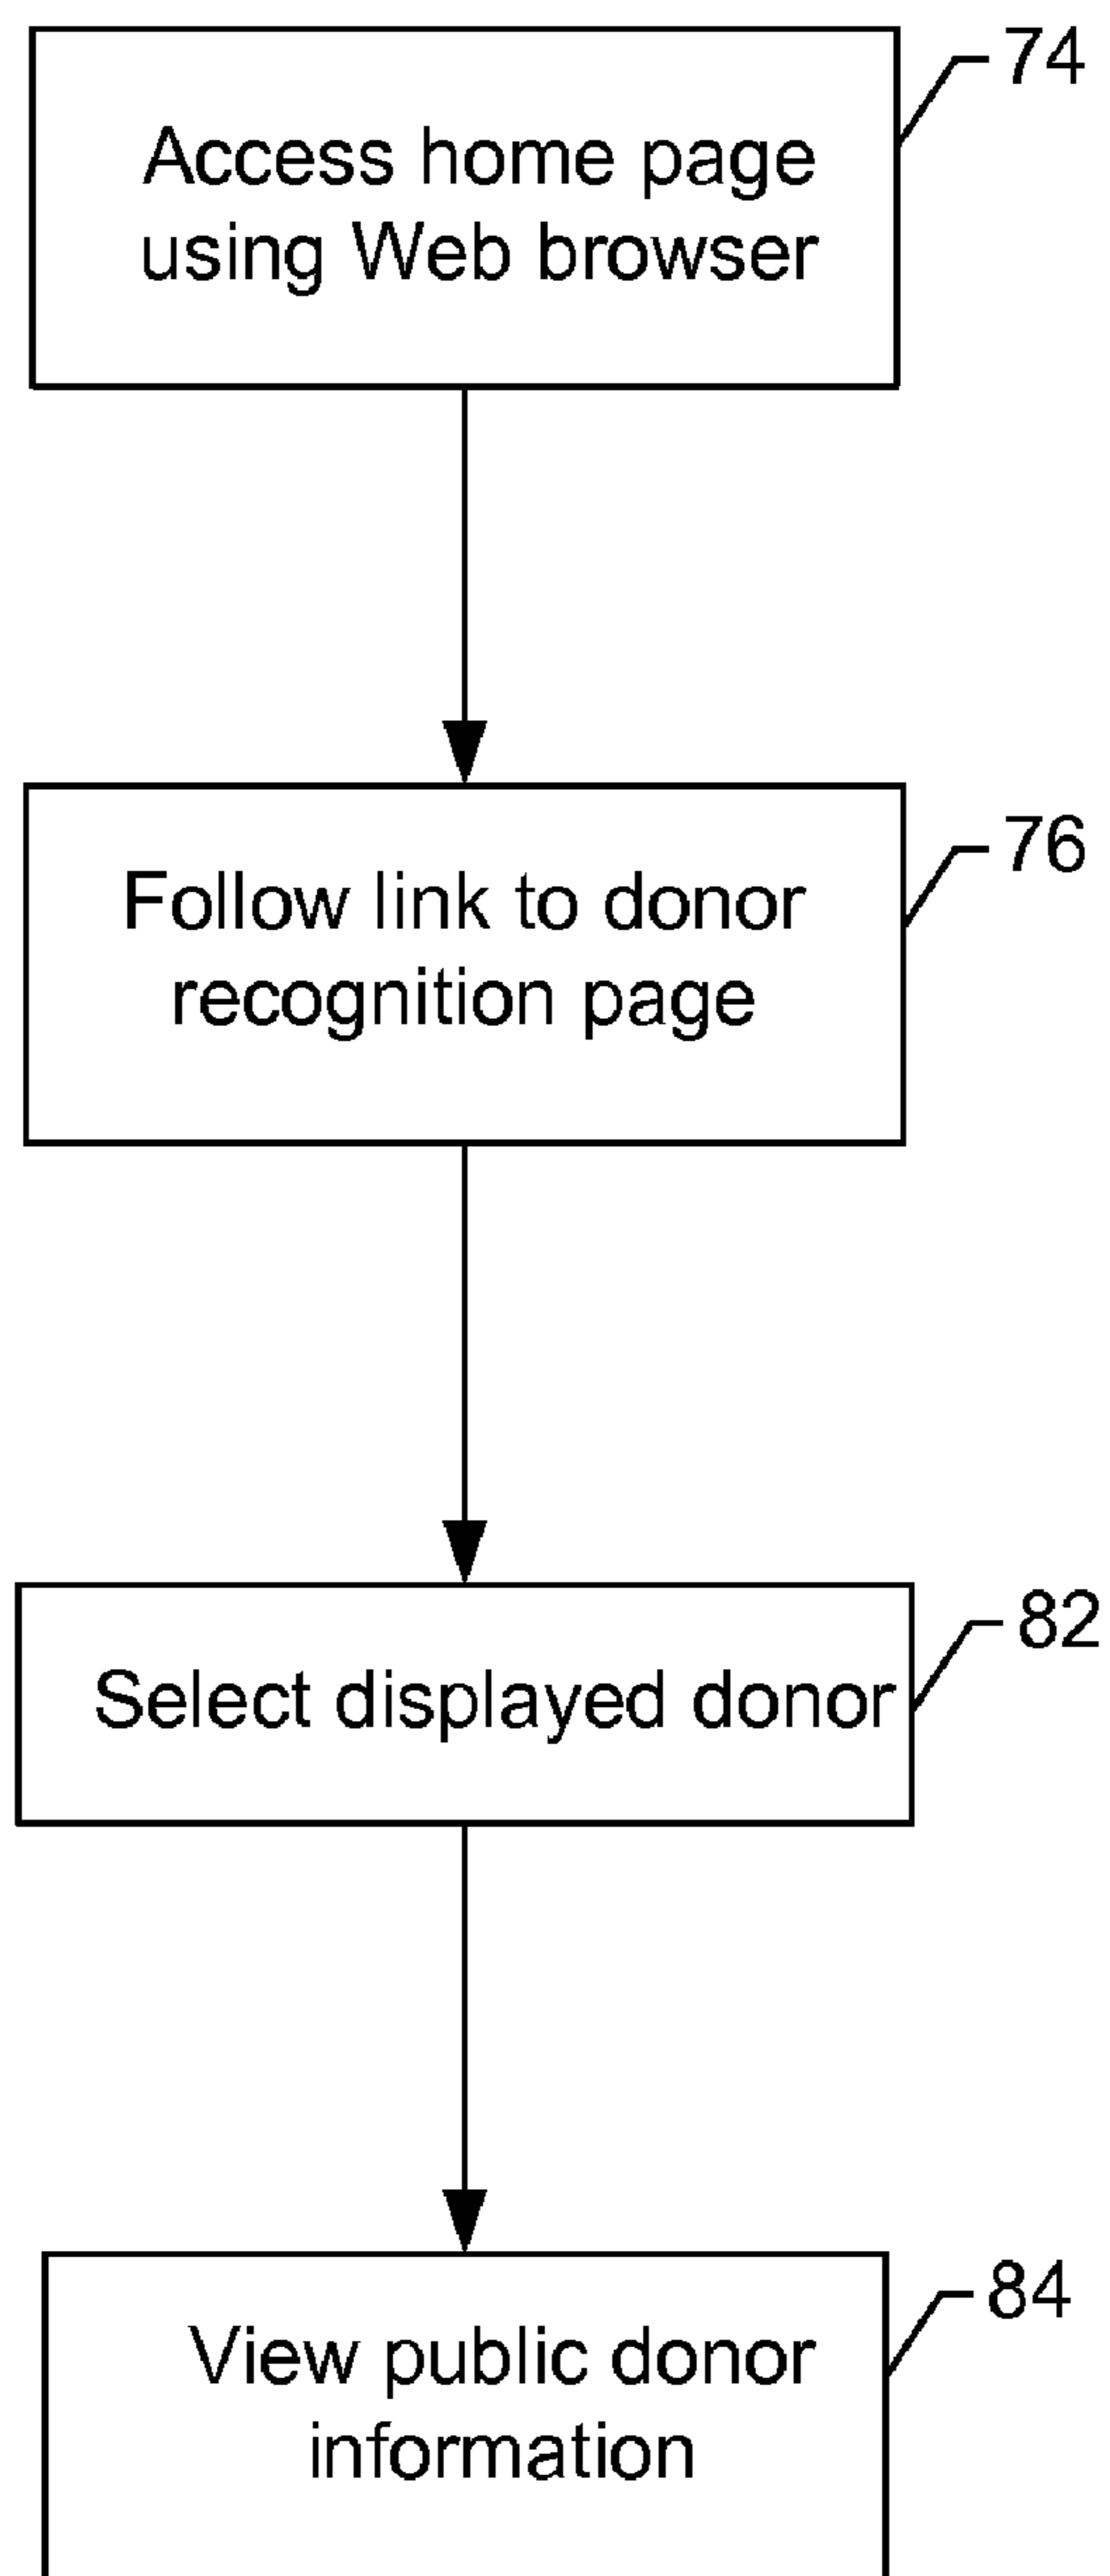 74
Access home page
using Web browser
76
Follow link to donor
recognition page
82
Select displayed donor
84
View public donor
information